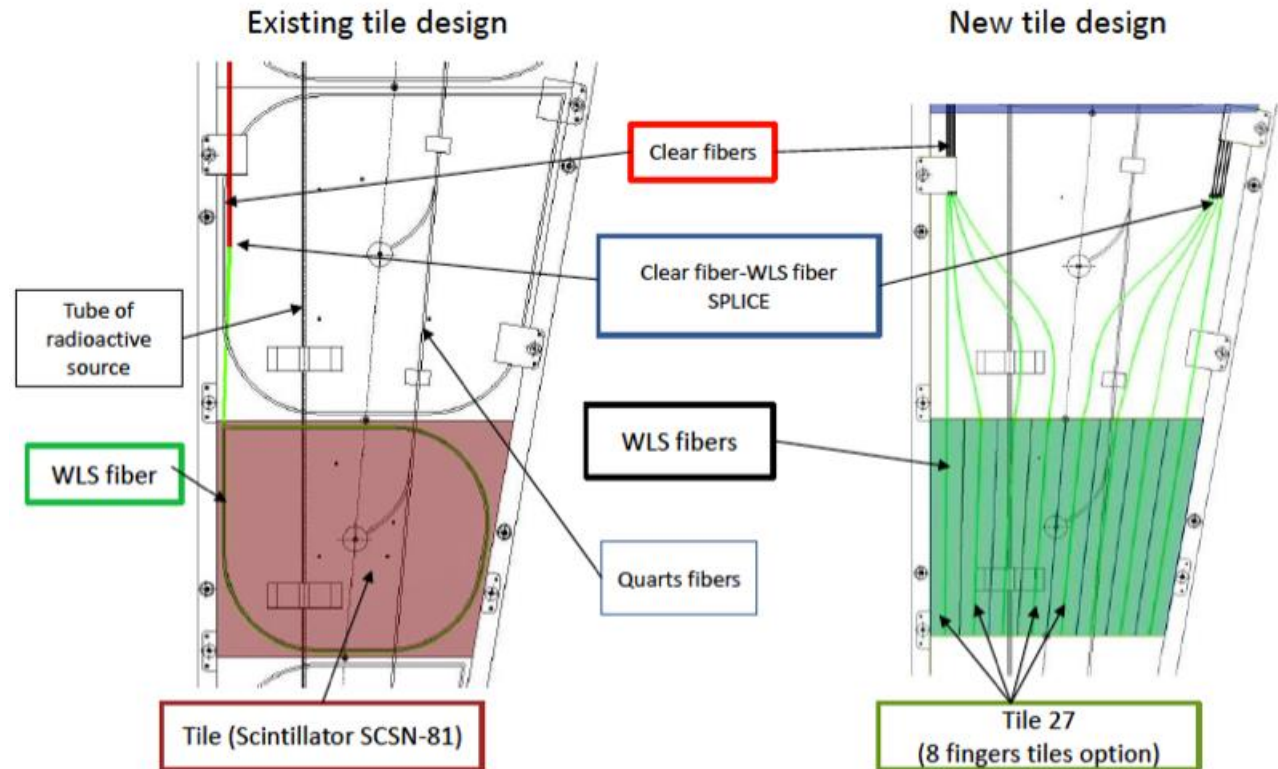 Existing tile design
New tile design
Clear fibers
Clear fiber-WLS fiber
SPLICE
Tube of
radioactive
source
WLS fiber
WLS fibers
Quarts fibers
Tile (Scintillator SCSN-81)
Tile 27
(8 fingers tiles option)